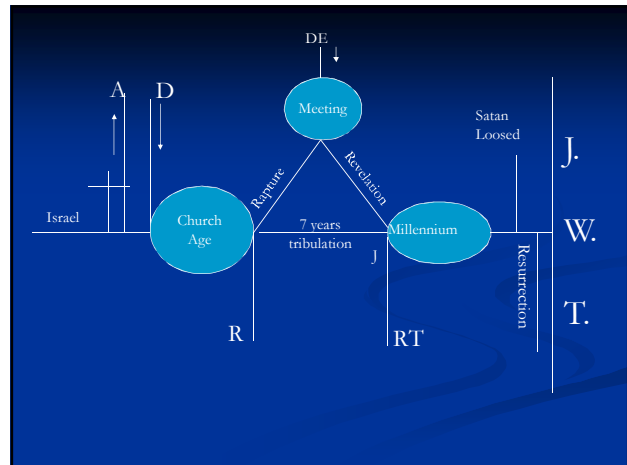 DE
A
D
Meeting
Satan
Loosed
J.
Rapture
Revelation
Israel
Church
Age
7 years
tribulation
J
Millennium
W.
Resurrection
T.
R
RT